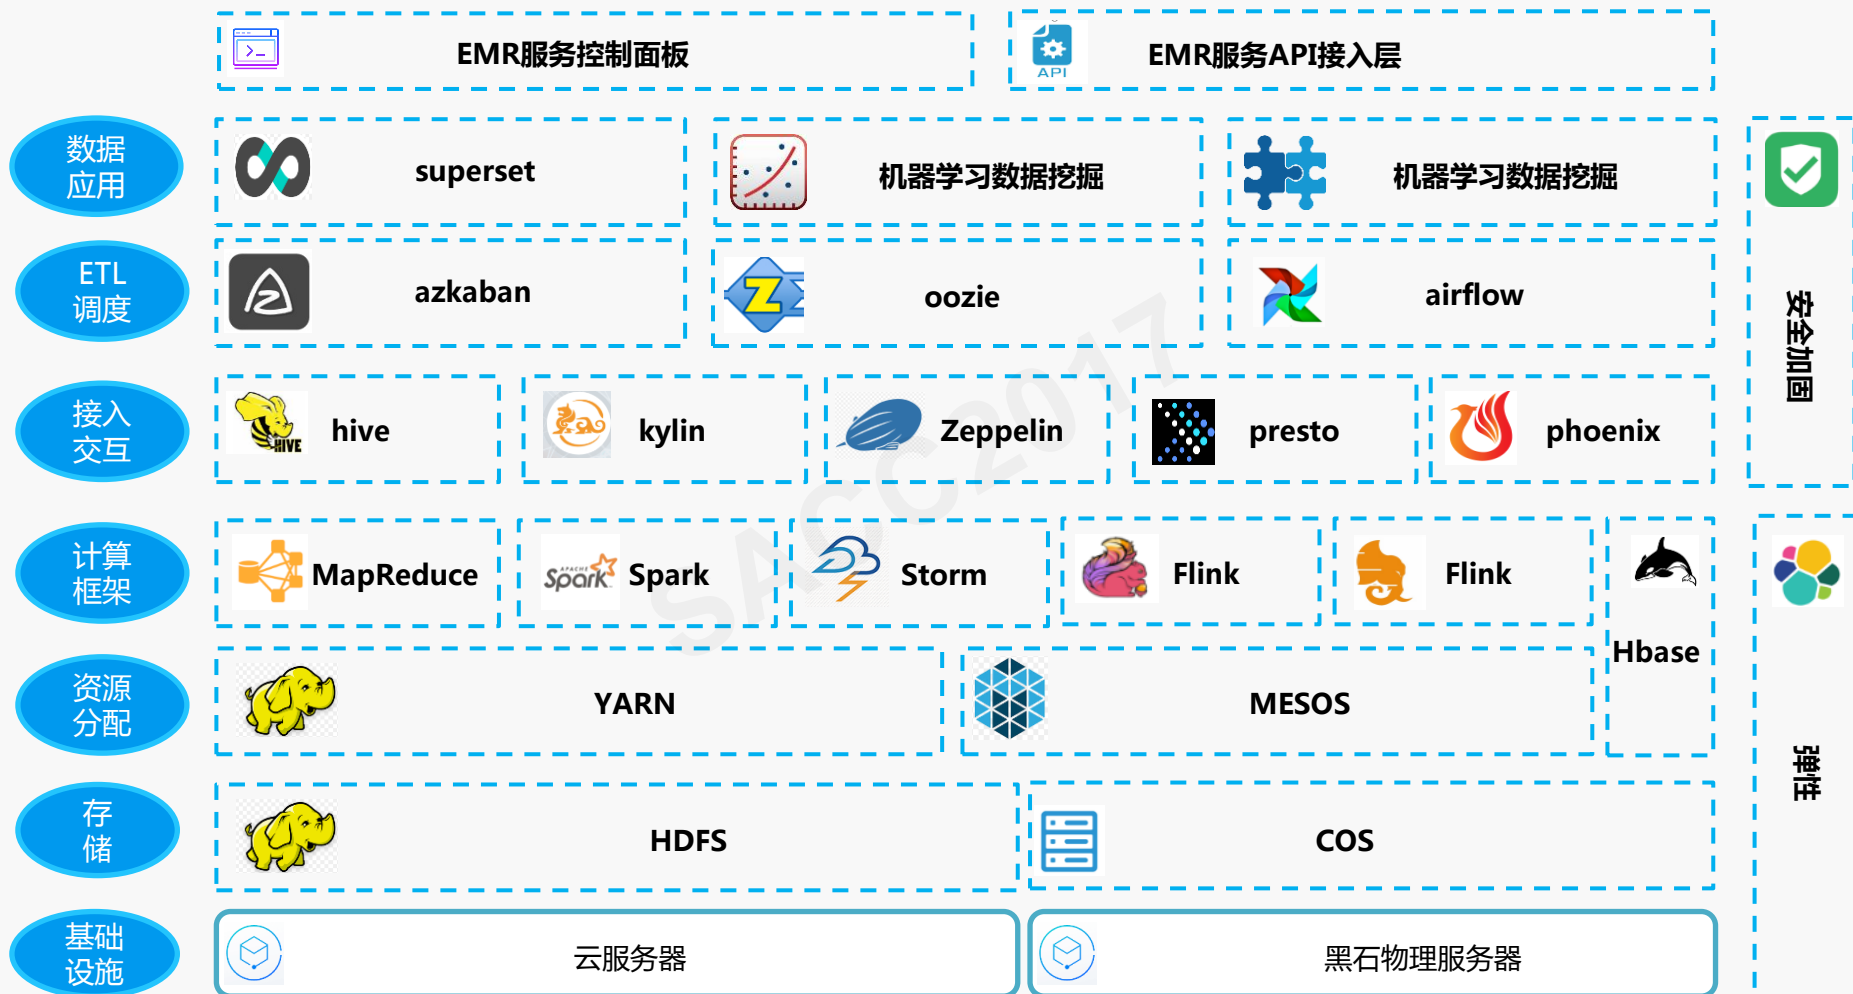 EMR服务控制面板
EMR服务API接入层
API
数据
应用
superset
机器学习数据挖掘
机器学习数据挖掘
ETL
调度
azkaban
oozie
airflow
安全加固
接入
交互
HIVE
hive
kylin
Zeppelin
presto
phoenix
计算
框架
MapReduce
APACHE
Spark
Spark
Storm
Flink
Flink
Hbase
资源
分配
YARN
MESOS
弹性
存
储
HDFS
COS
基础
设施
云服务器
黑石物理服务器
SACC2017